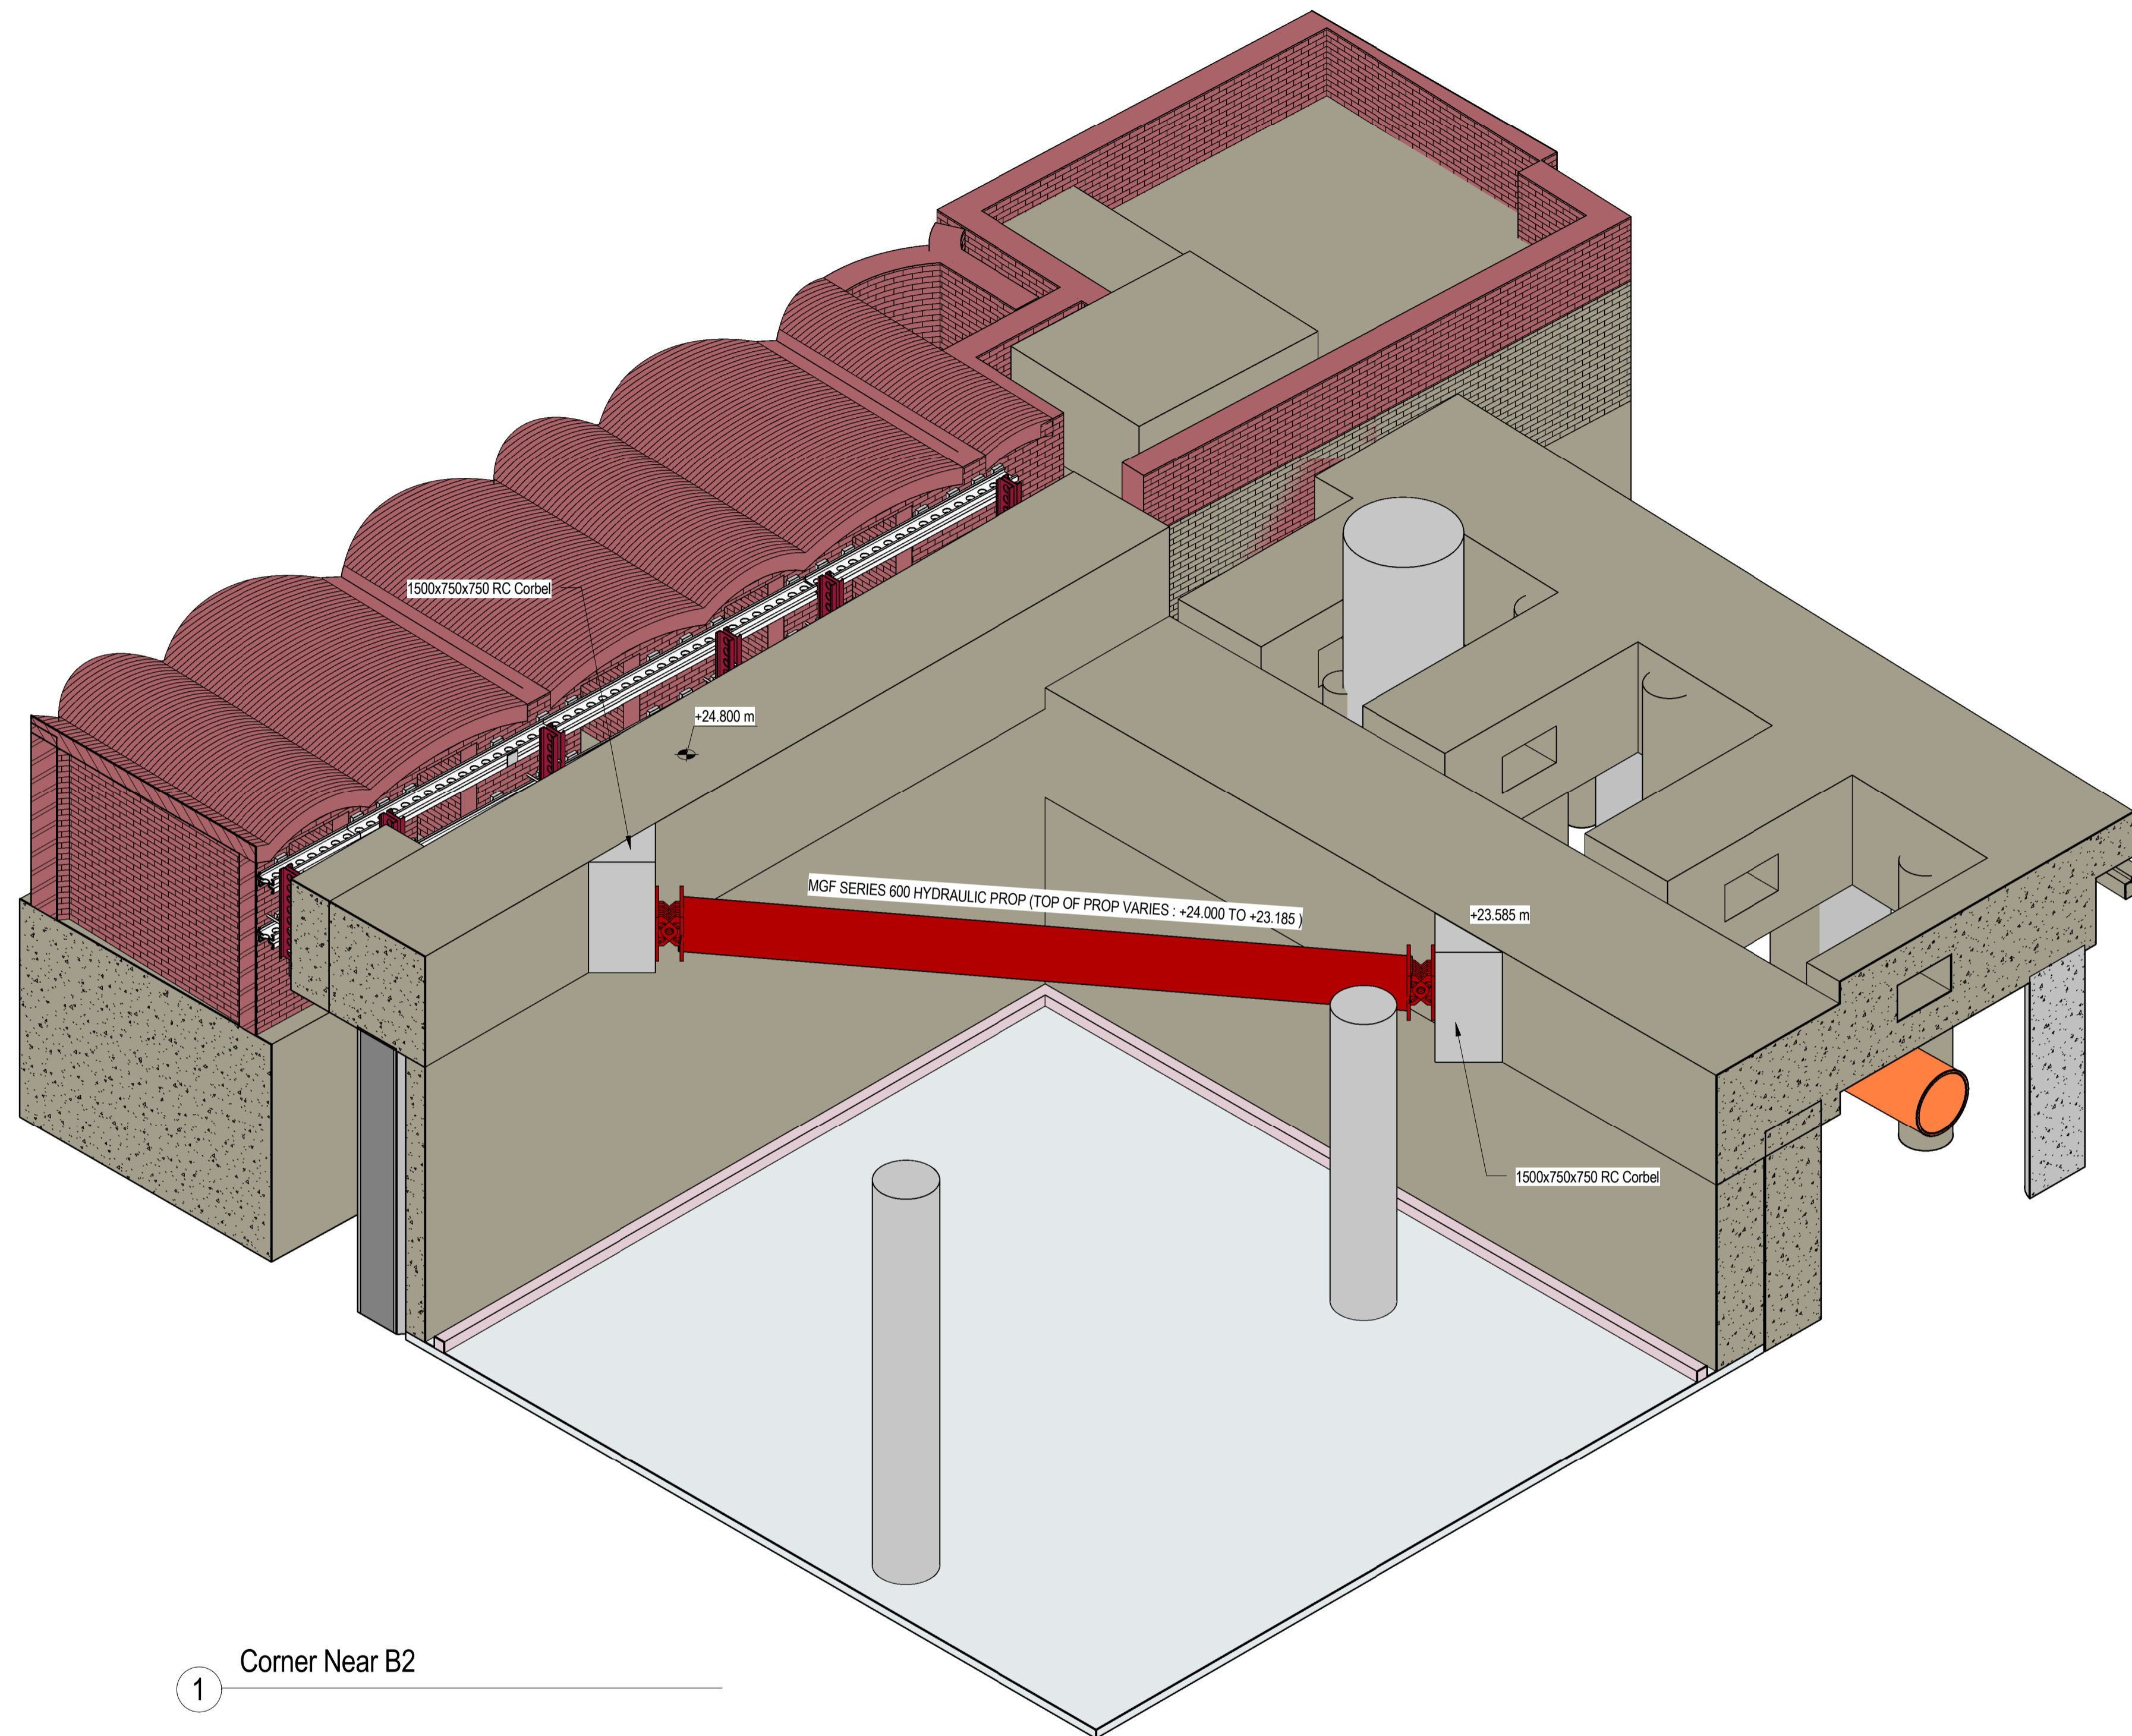 1500x750x750 RC Corbel
+24.800 m
MGF SERIES 600 HYDRAULIC PROP (TOP OF PROP VARIES : +24.000 TO +23.185 )
+23.585 m
1500x750x750 RC Corbel
Corner Near B2
1